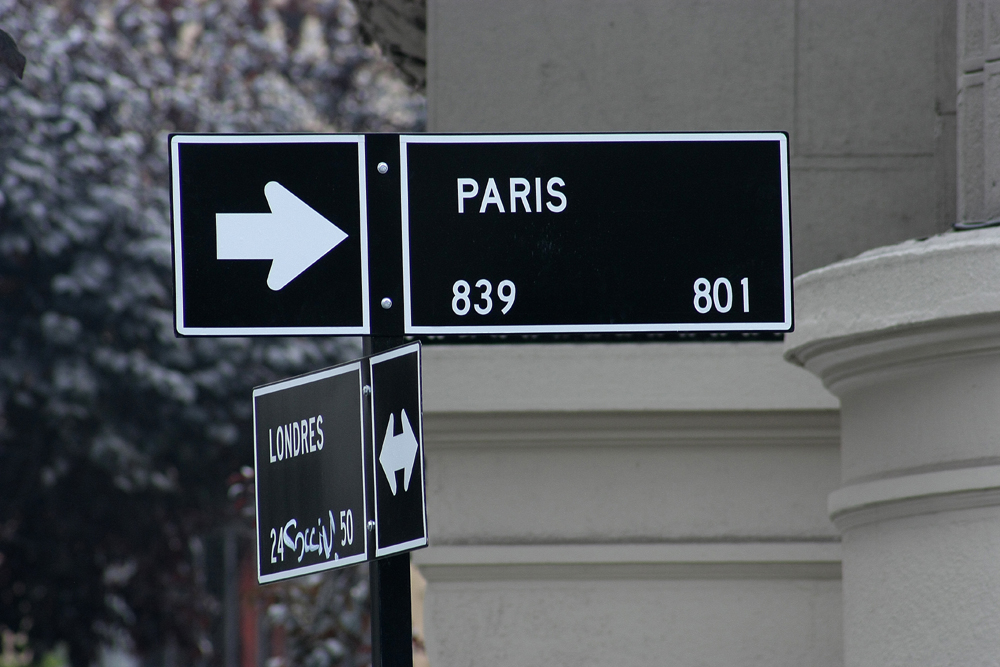 PARIS
839 801
LONDRES
24 50